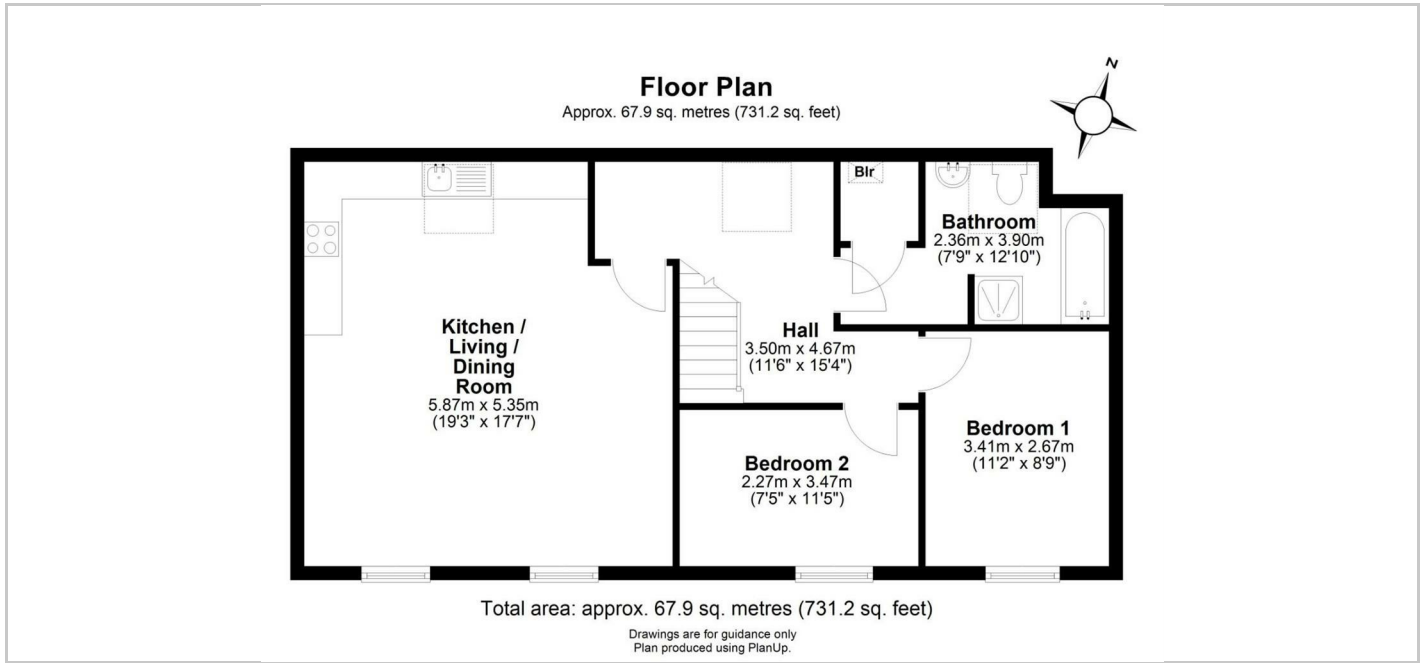 Floor Plan
Approx. 67.9 sq. metres (731.2 sq. feet)
N
Blr
Bathroom
2.36m x 3.90m
(7'9" x 12'10")
Kitchen /
Living /
Dining
Room
5.87m x 5.35m
(19'3" x 17'7")
Hall
3.50m x 4.67m
(11'6" x 15'4")
Bedroom 1
3.41m x 2.67m
(11'2" x 8'9")
Bedroom 2
2.27m x 3.47m
(7'5" x 11'5")
Total area: approx. 67.9 sq. metres (731.2 sq. feet)
Drawings are for guidance only
Plan produced using PlanUp.